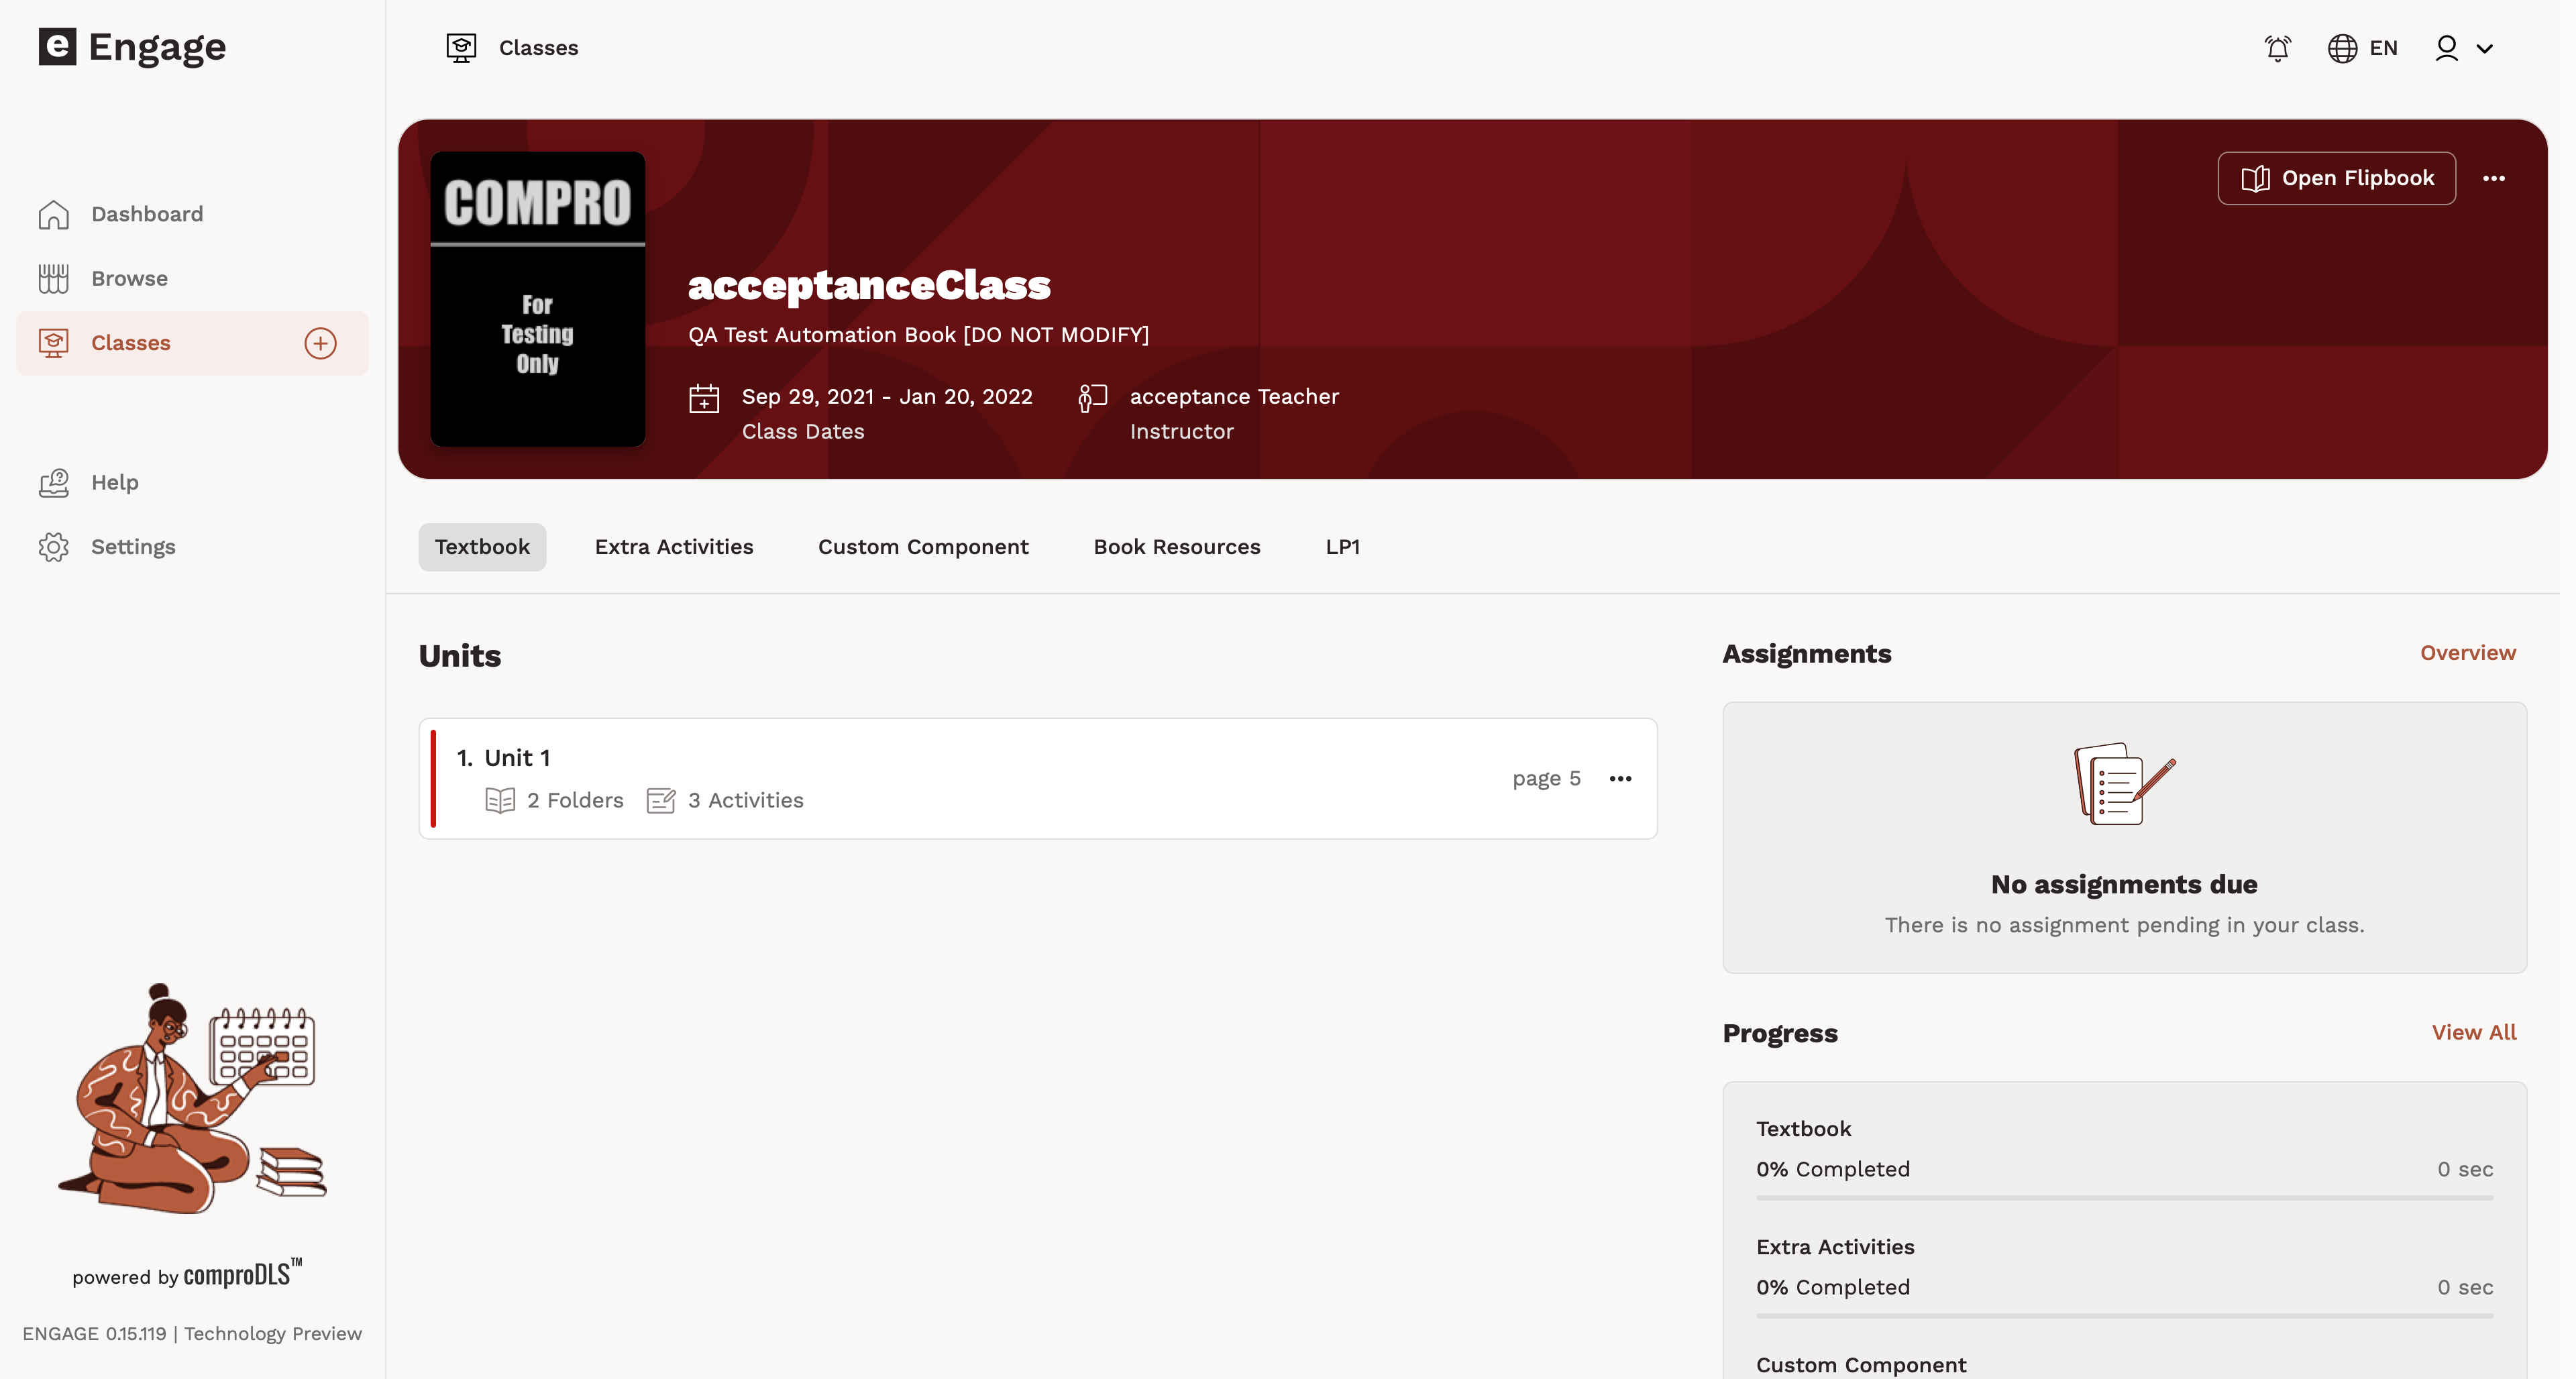 e Engage
Classes
EN
Dashboard
Browse
Classes
Help
Settings
powered by comproDLS™
ENGAGE 0.15.119 | Technology Preview
COMPRO
For
Testing
Only
Open Flipbook
acceptanceClass
QA Test Automation Book [DO NOT MODIFY]
Sep 29, 2021 - Jan 20, 2022
Class Dates
acceptance Teacher
Instructor
Textbook
Extra Activities
Custom Component
Book Resources
LP1
Units
1. Unit 1
2 Folders
3 Activities
page 5
Assignments
Overview
No assignments due
There is no assignment pending in your class.
Progress
View All
Textbook
0% Completed
0 sec
Extra Activities
0% Completed
0 sec
Custom Component